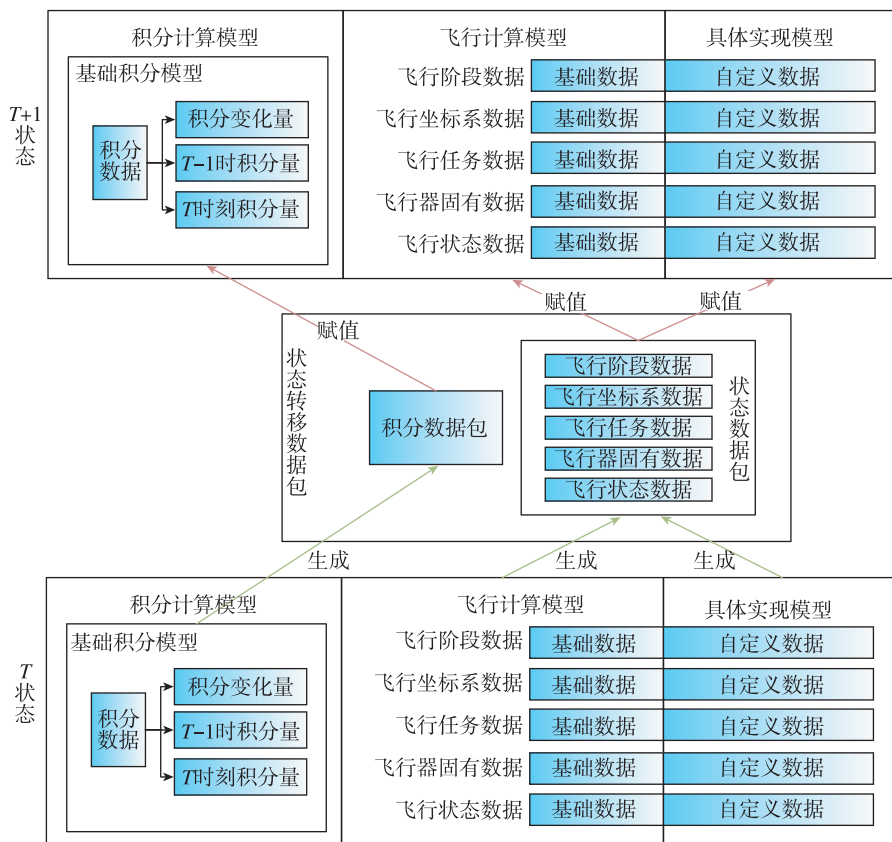 积分计算模型
飞行计算模型
具体实现模型
T+1
状态
基础积分模型
积分
数据
积分变化量
T−1时积分量
T时刻积分量
飞行阶段数据 基础数据 自定义数据
飞行坐标系数据 基础数据 自定义数据
飞行任务数据 基础数据 自定义数据
飞行器固有数据 基础数据 自定义数据
飞行状态数据 基础数据 自定义数据
赋值
赋值
赋值
状态转移数据包
积分数据包
飞行阶段数据
飞行坐标系数据
飞行任务数据
飞行器固有数据
飞行状态数据
状态数据包
生成
生成
生成
积分计算模型
飞行计算模型
具体实现模型
T
状态
基础积分模型
积分
数据
积分变化量
T−1时积分量
T时刻积分量
飞行阶段数据 基础数据 自定义数据
飞行坐标系数据 基础数据 自定义数据
飞行任务数据 基础数据 自定义数据
飞行器固有数据 基础数据 自定义数据
飞行状态数据 基础数据 自定义数据